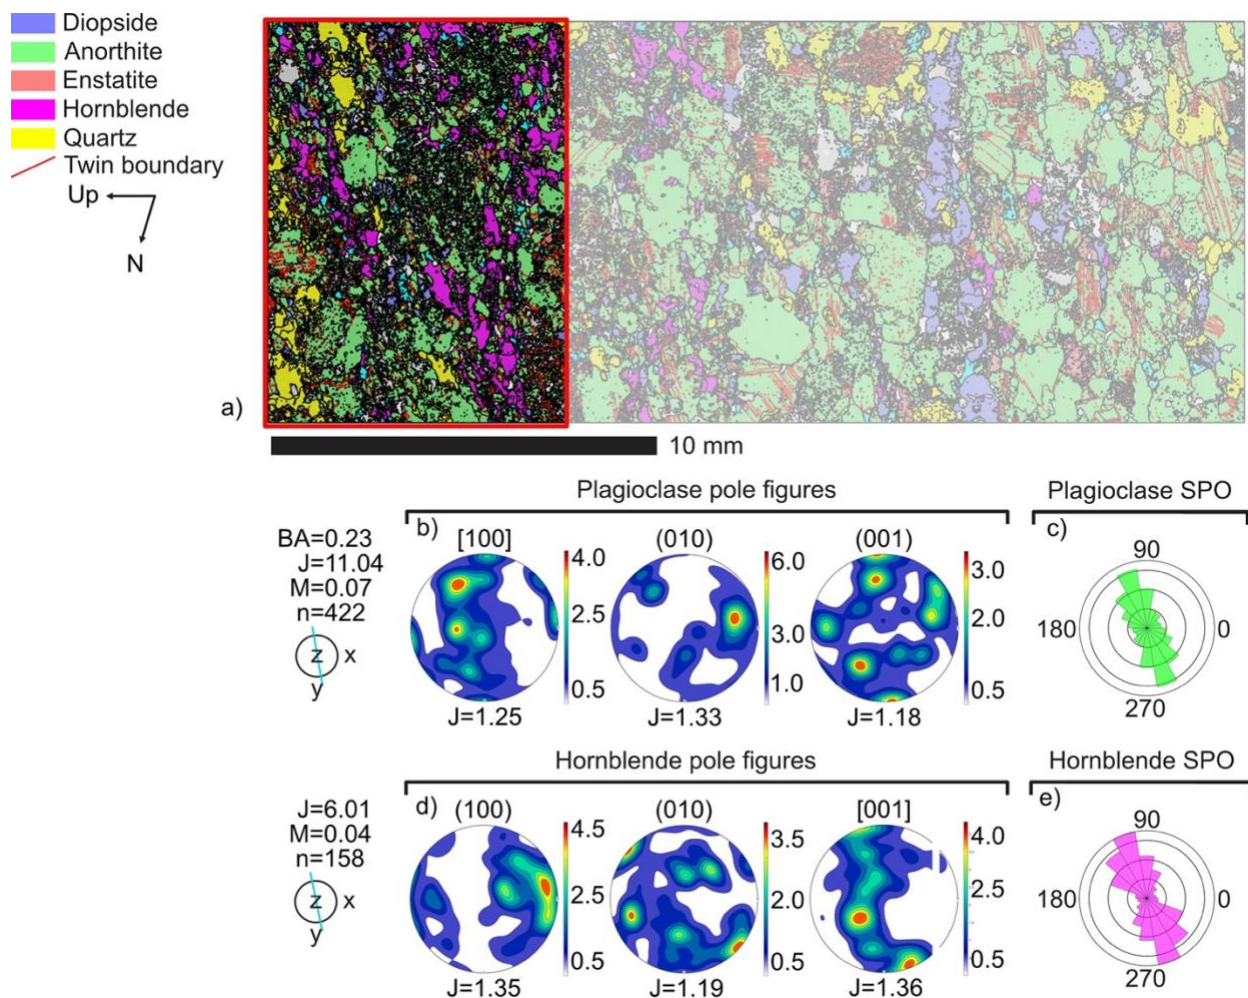 Diopside
Anorthite
Enstatite
Hornblende
Quartz
Twin boundary
Up
N
a)
10 mm
Plagioclase pole figures
Plagioclase SPO
BA=0.23
J=11.04
M=0.07
n=422
z
x
y
b)
[100]
4.0
2.5
0.5
J=1.25
(010)
6.0
3.0
1.0
J=1.33
(001)
3.0
2.0
0.5
J=1.18
c)
90
180
0
270
Hornblende pole figures
Hornblende SPO
J=6.01
M=0.04
n=158
z
x
y
d)
(100)
4.5
2.5
0.5
J=1.35
(010)
3.5
2.0
0.5
J=1.19
[001]
4.0
2.5
0.5
J=1.36
e)
90
180
0
270